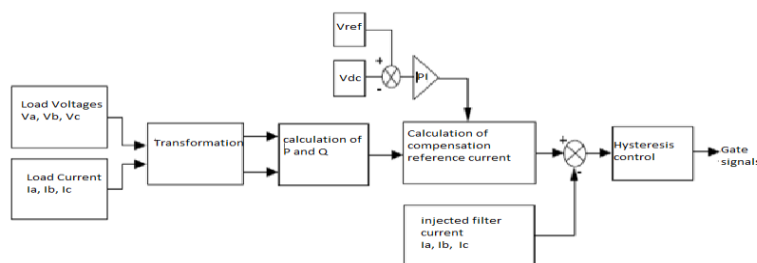 Vref
+
Vdc
-
PI
Load Voltages
Va, Vb, Vc
Load Current
Ia, Ib, Ic
Transformation
calculation of
P and Q
Calculation of
compensation
reference current
+
-
Hysteresis
control
Gate
signals
injected filter
current
Ia, Ib, Ic